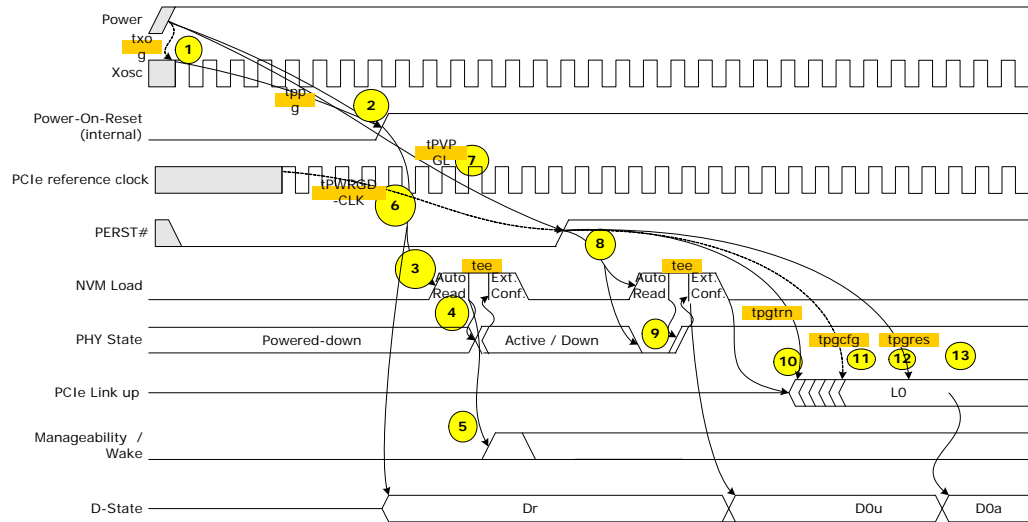 Power
txo
g
1
Xosc
tpp
g
2
Power-On-Reset
(internal)
tPVP
GL
7
PCIe reference clock
tPWRGD
-CLK
6
PERST#
8
3
tee
tee
NVM Load
Auto
Read
Ext.
Conf.
Auto
Read
Ext.
Conf.
4
9
tpgtrn
PHY State
Powered-down
Active / Down
tpgcfg
tpgres
10
11
12
13
PCIe Link up
L0
5
Manageability /
Wake
D-State
Dr
D0u
D0a